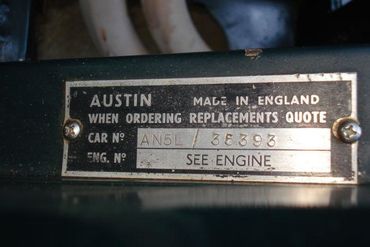 AUSTIN MADE IN ENGLAND
WHEN ORDERING REPLACEMENTS QUOTE
CAR Nº AN5L / 38393
ENG. Nº SEE ENGINE